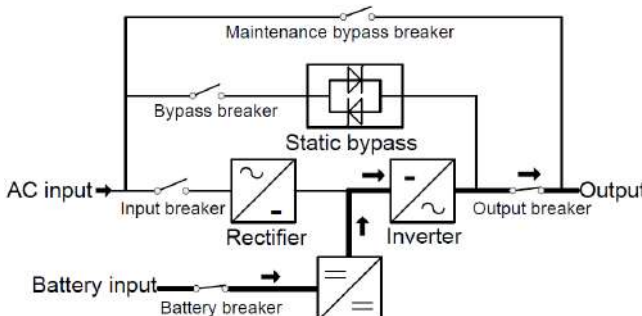 Maintenance bypass breaker
Bypass breaker
Static bypass
AC input
Input breaker
Rectifier
Inverter
Output breaker
Output
Battery input
Battery breaker